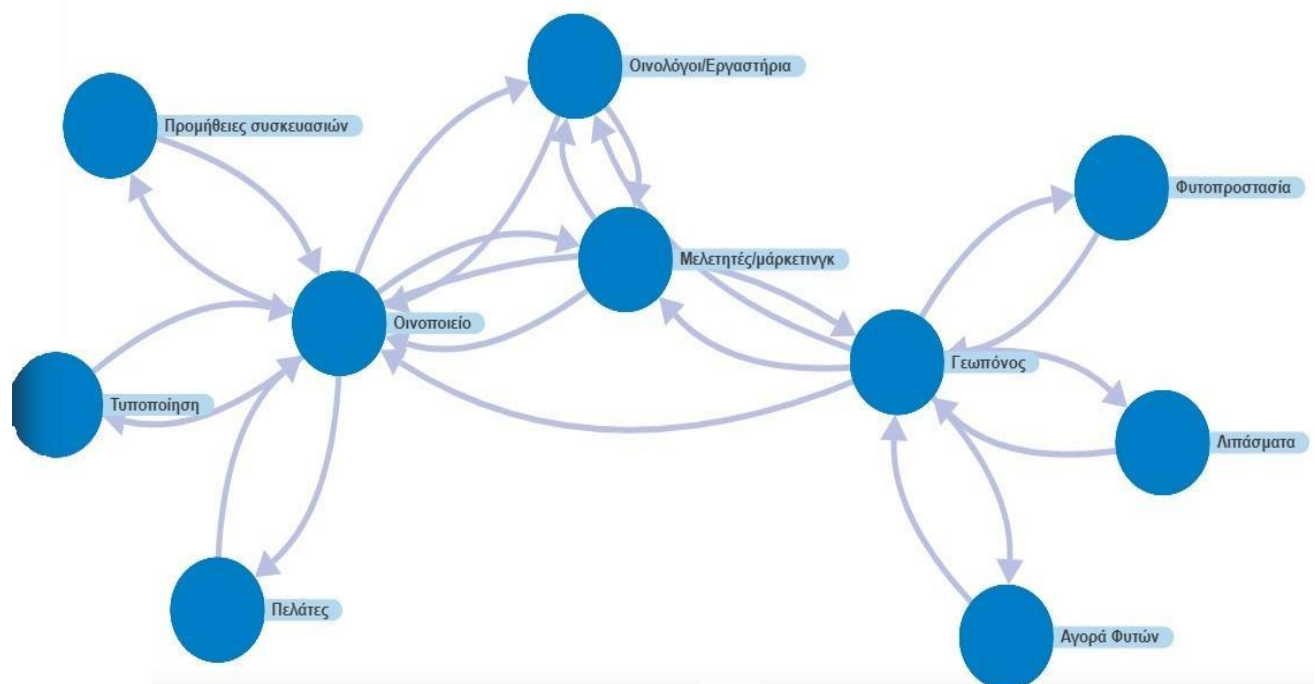 Οινολόγοι/Εργαστήρια
Προμήθειες συσκευασιών
Φυτοπροστασία
Μελετητές/μάρκετινγκ
Οινοποιείο
Γεωπόνος
Τυποποίηση
Λιπάσματα
Πελάτες
Αγορά Φυτών